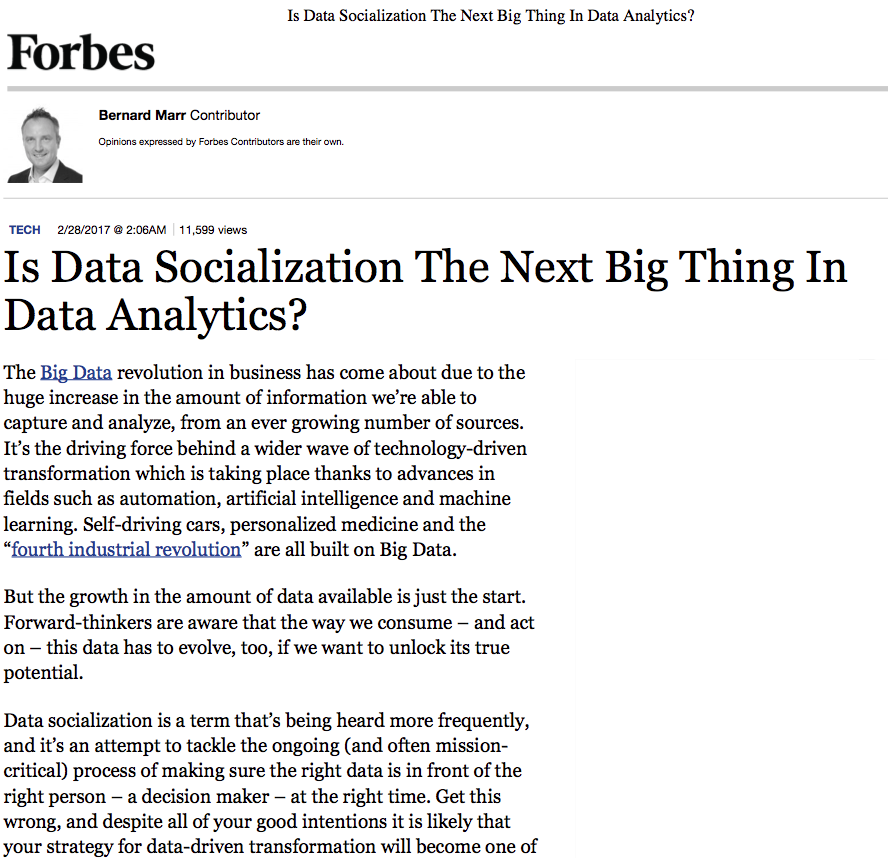 Is Data Socialization The Next Big Thing In Data Analytics?
Forbes
Bernard Marr Contributor
Opinions expressed by Forbes Contributors are their own.
TECH 2/28/2017 @ 2:06AM 11,599 views
Is Data Socialization The Next Big Thing In
Data Analytics?
The Big Data revolution in business has come about due to the
huge increase in the amount of information we’re able to
capture and analyze, from an ever growing number of sources.
It’s the driving force behind a wider wave of technology-driven
transformation which is taking place thanks to advances in
fields such as automation, artificial intelligence and machine
learning. Self-driving cars, personalized medicine and the
“fourth industrial revolution” are all built on Big Data.
But the growth in the amount of data available is just the start.
Forward-thinkers are aware that the way we consume – and act
on – this data has to evolve, too, if we want to unlock its true
potential.
Data socialization is a term that’s being heard more frequently,
and it’s an attempt to tackle the ongoing (and often mission-
critical) process of making sure the right data is in front of the
right person – a decision maker – at the right time. Get this
wrong, and despite all of your good intentions it is likely that
your strategy for data-driven transformation will become one of